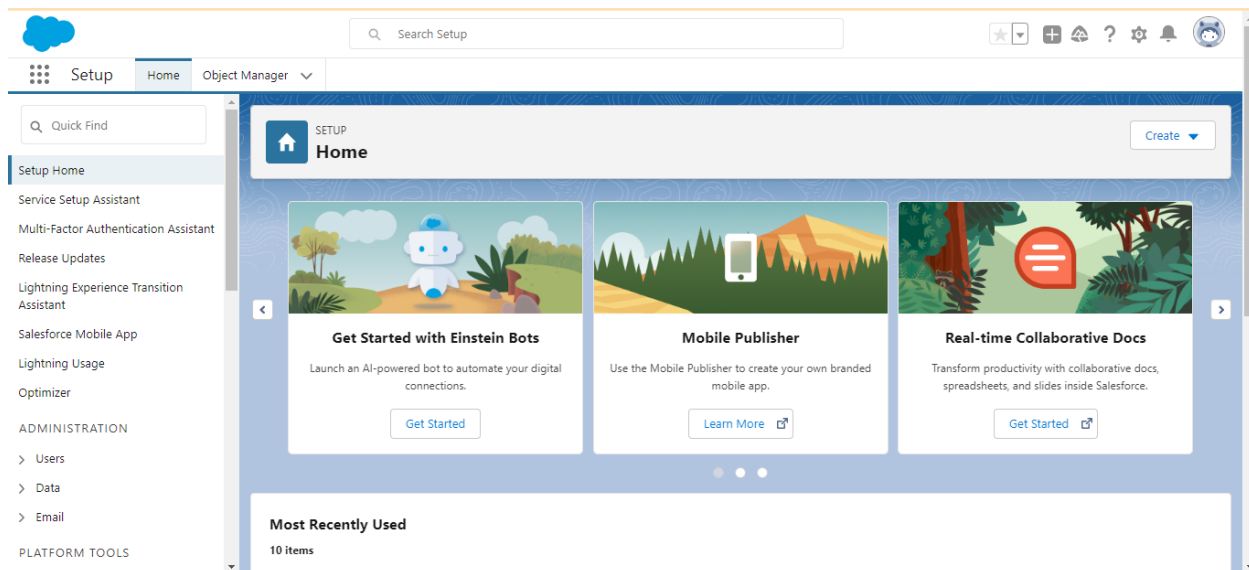 Search Setup
Setup
Home
Object Manager
Quick Find
Setup Home
Service Setup Assistant
Multi-Factor Authentication Assistant
Release Updates
Lightning Experience Transition
Assistant
Salesforce Mobile App
Lightning Usage
Optimizer
ADMINISTRATION
Users
Data
Email
PLATFORM TOOLS
SETUP
Home
Create
Get Started with Einstein Bots
Launch an AI-powered bot to automate your digital
connections.
Get Started
Mobile Publisher
Use the Mobile Publisher to create your own branded
mobile app.
Learn More
Real-time Collaborative Docs
Transform productivity with collaborative docs,
spreadsheets, and slides inside Salesforce.
Get Started
Most Recently Used
10 items